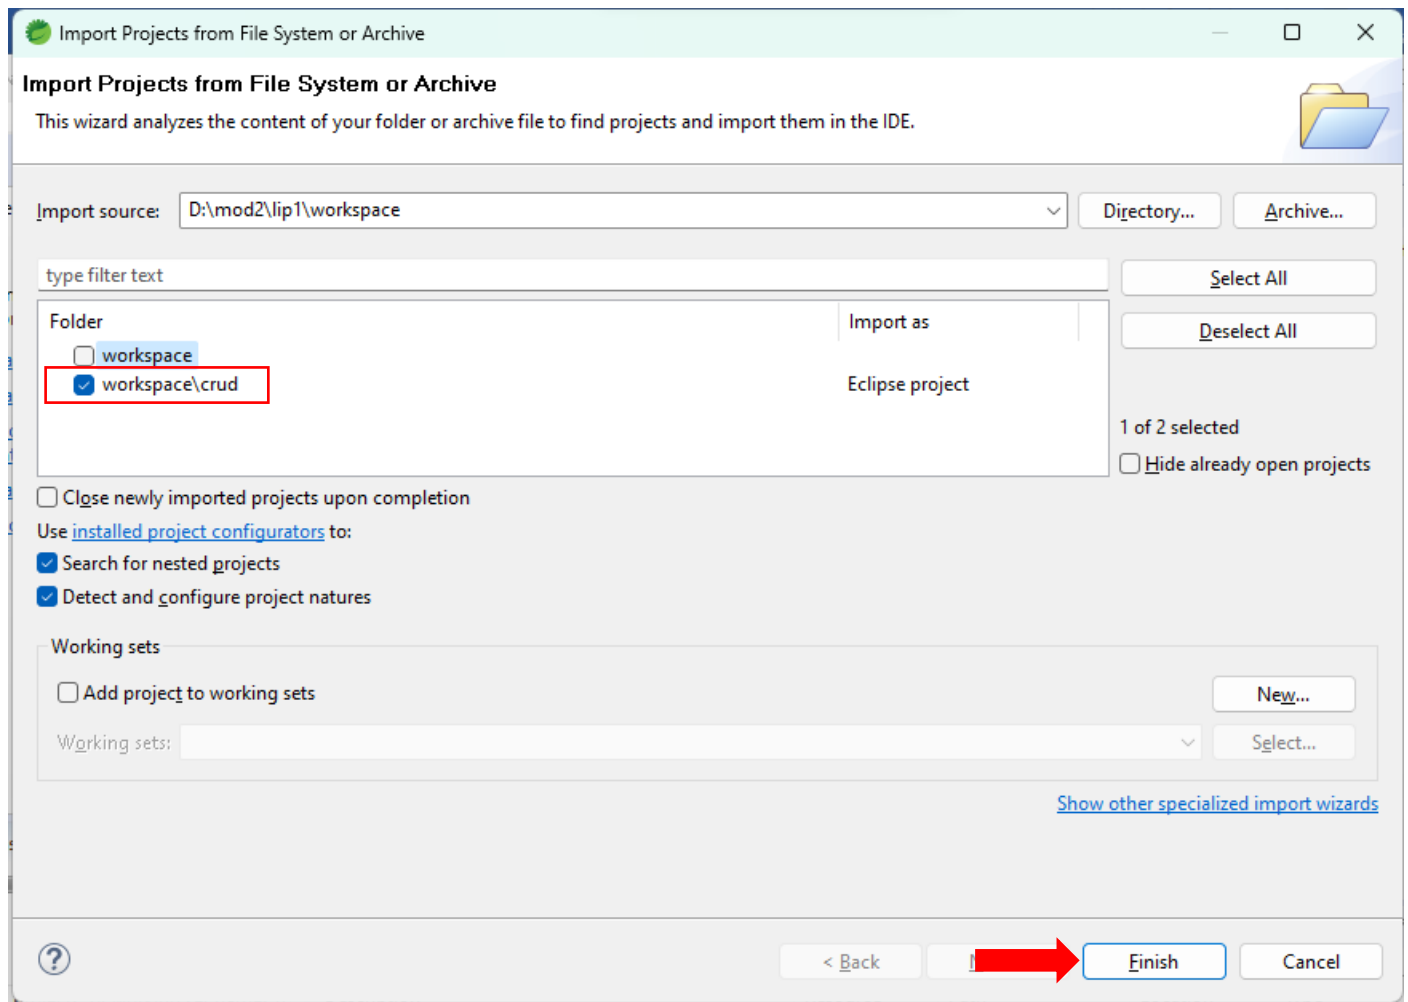 Import Projects from File System or Archive
Import Projects from File System or Archive
This wizard analyzes the content of your folder or archive file to find projects and import them in the IDE.
Import source: D:\mod2\lip1\workspace Directory... Archive...
type filter text Select All
Folder Import as Deselect All
workspace
workspace\crud Eclipse project
1 of 2 selected
Hide already open projects
Close newly imported projects upon completion
Use installed project configurators to:
Search for nested projects
Detect and configure project natures
Working sets
Add project to working sets New...
Working sets: Select...
Show other specialized import wizards
? < Back Finish Cancel